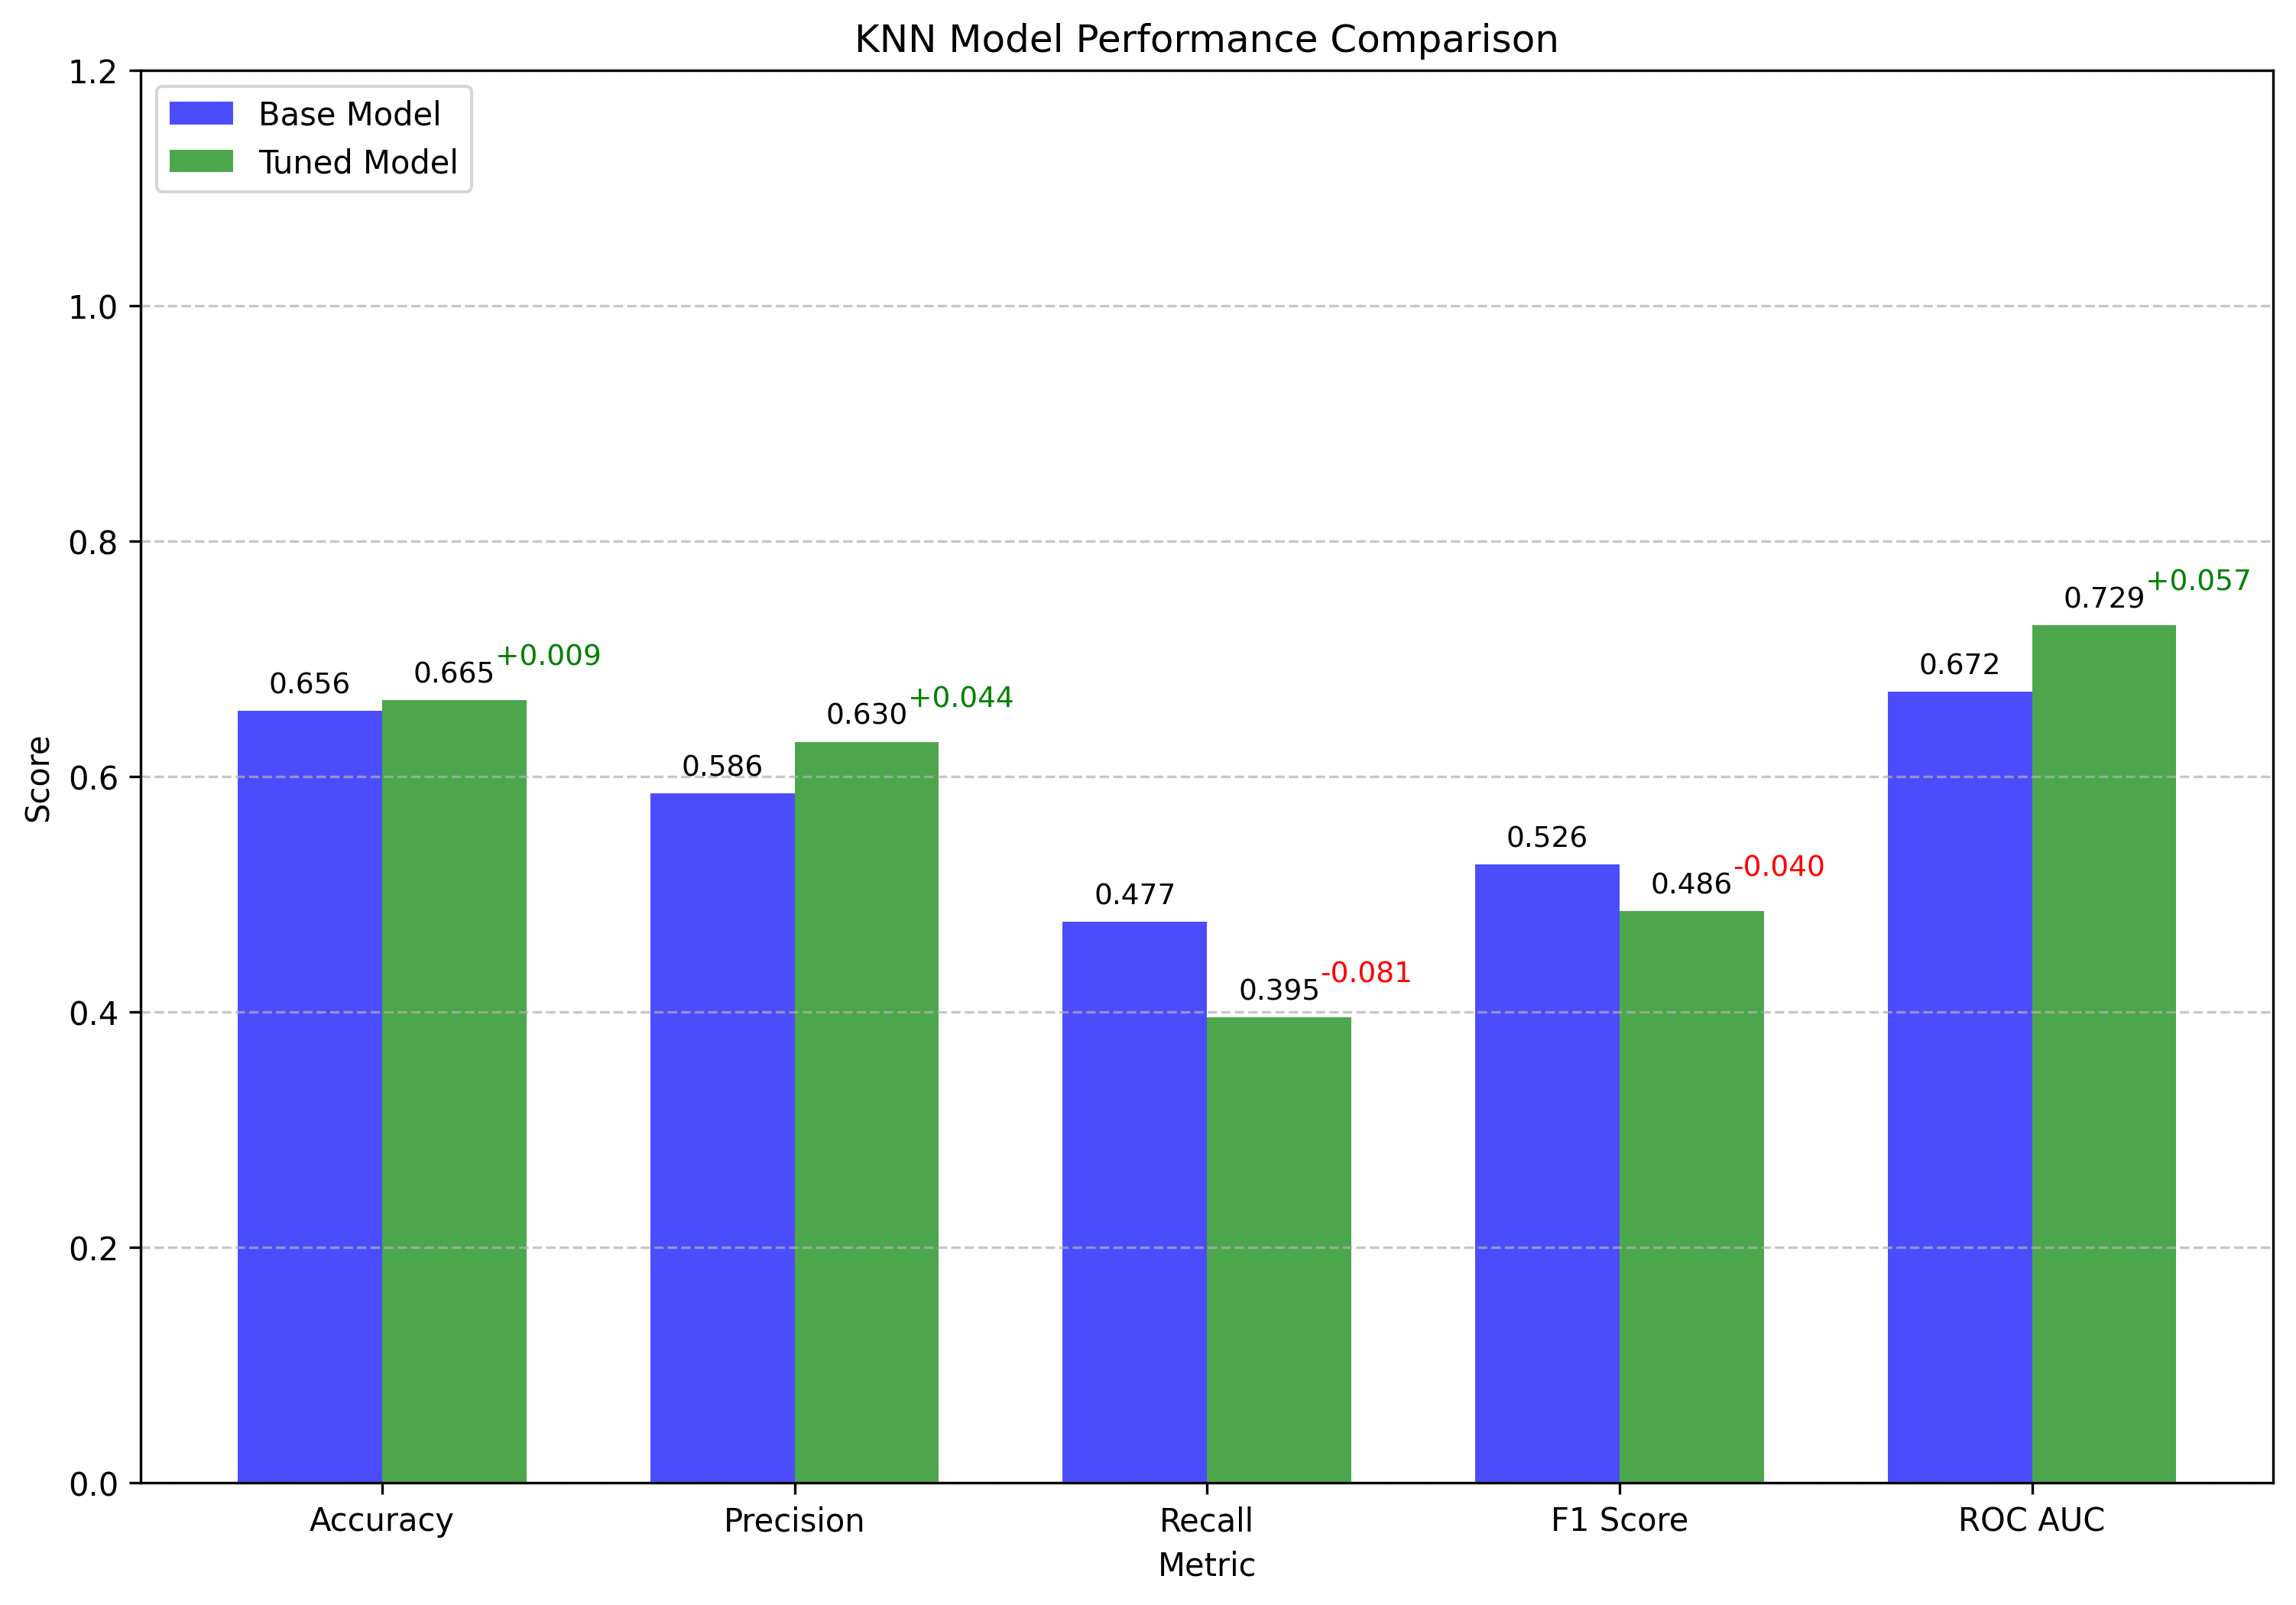 KNN Model Performance Comparison
1.2
1.0
0.8
0.6
0.4
0.2
0.0
Score
Base Model
Tuned Model
0.656
0.665
+0.009
0.586
0.630
+0.044
0.477
0.395
-0.081
0.526
0.486
-0.040
0.672
0.729
+0.057
Accuracy
Precision
Recall
F1 Score
ROC AUC
Metric